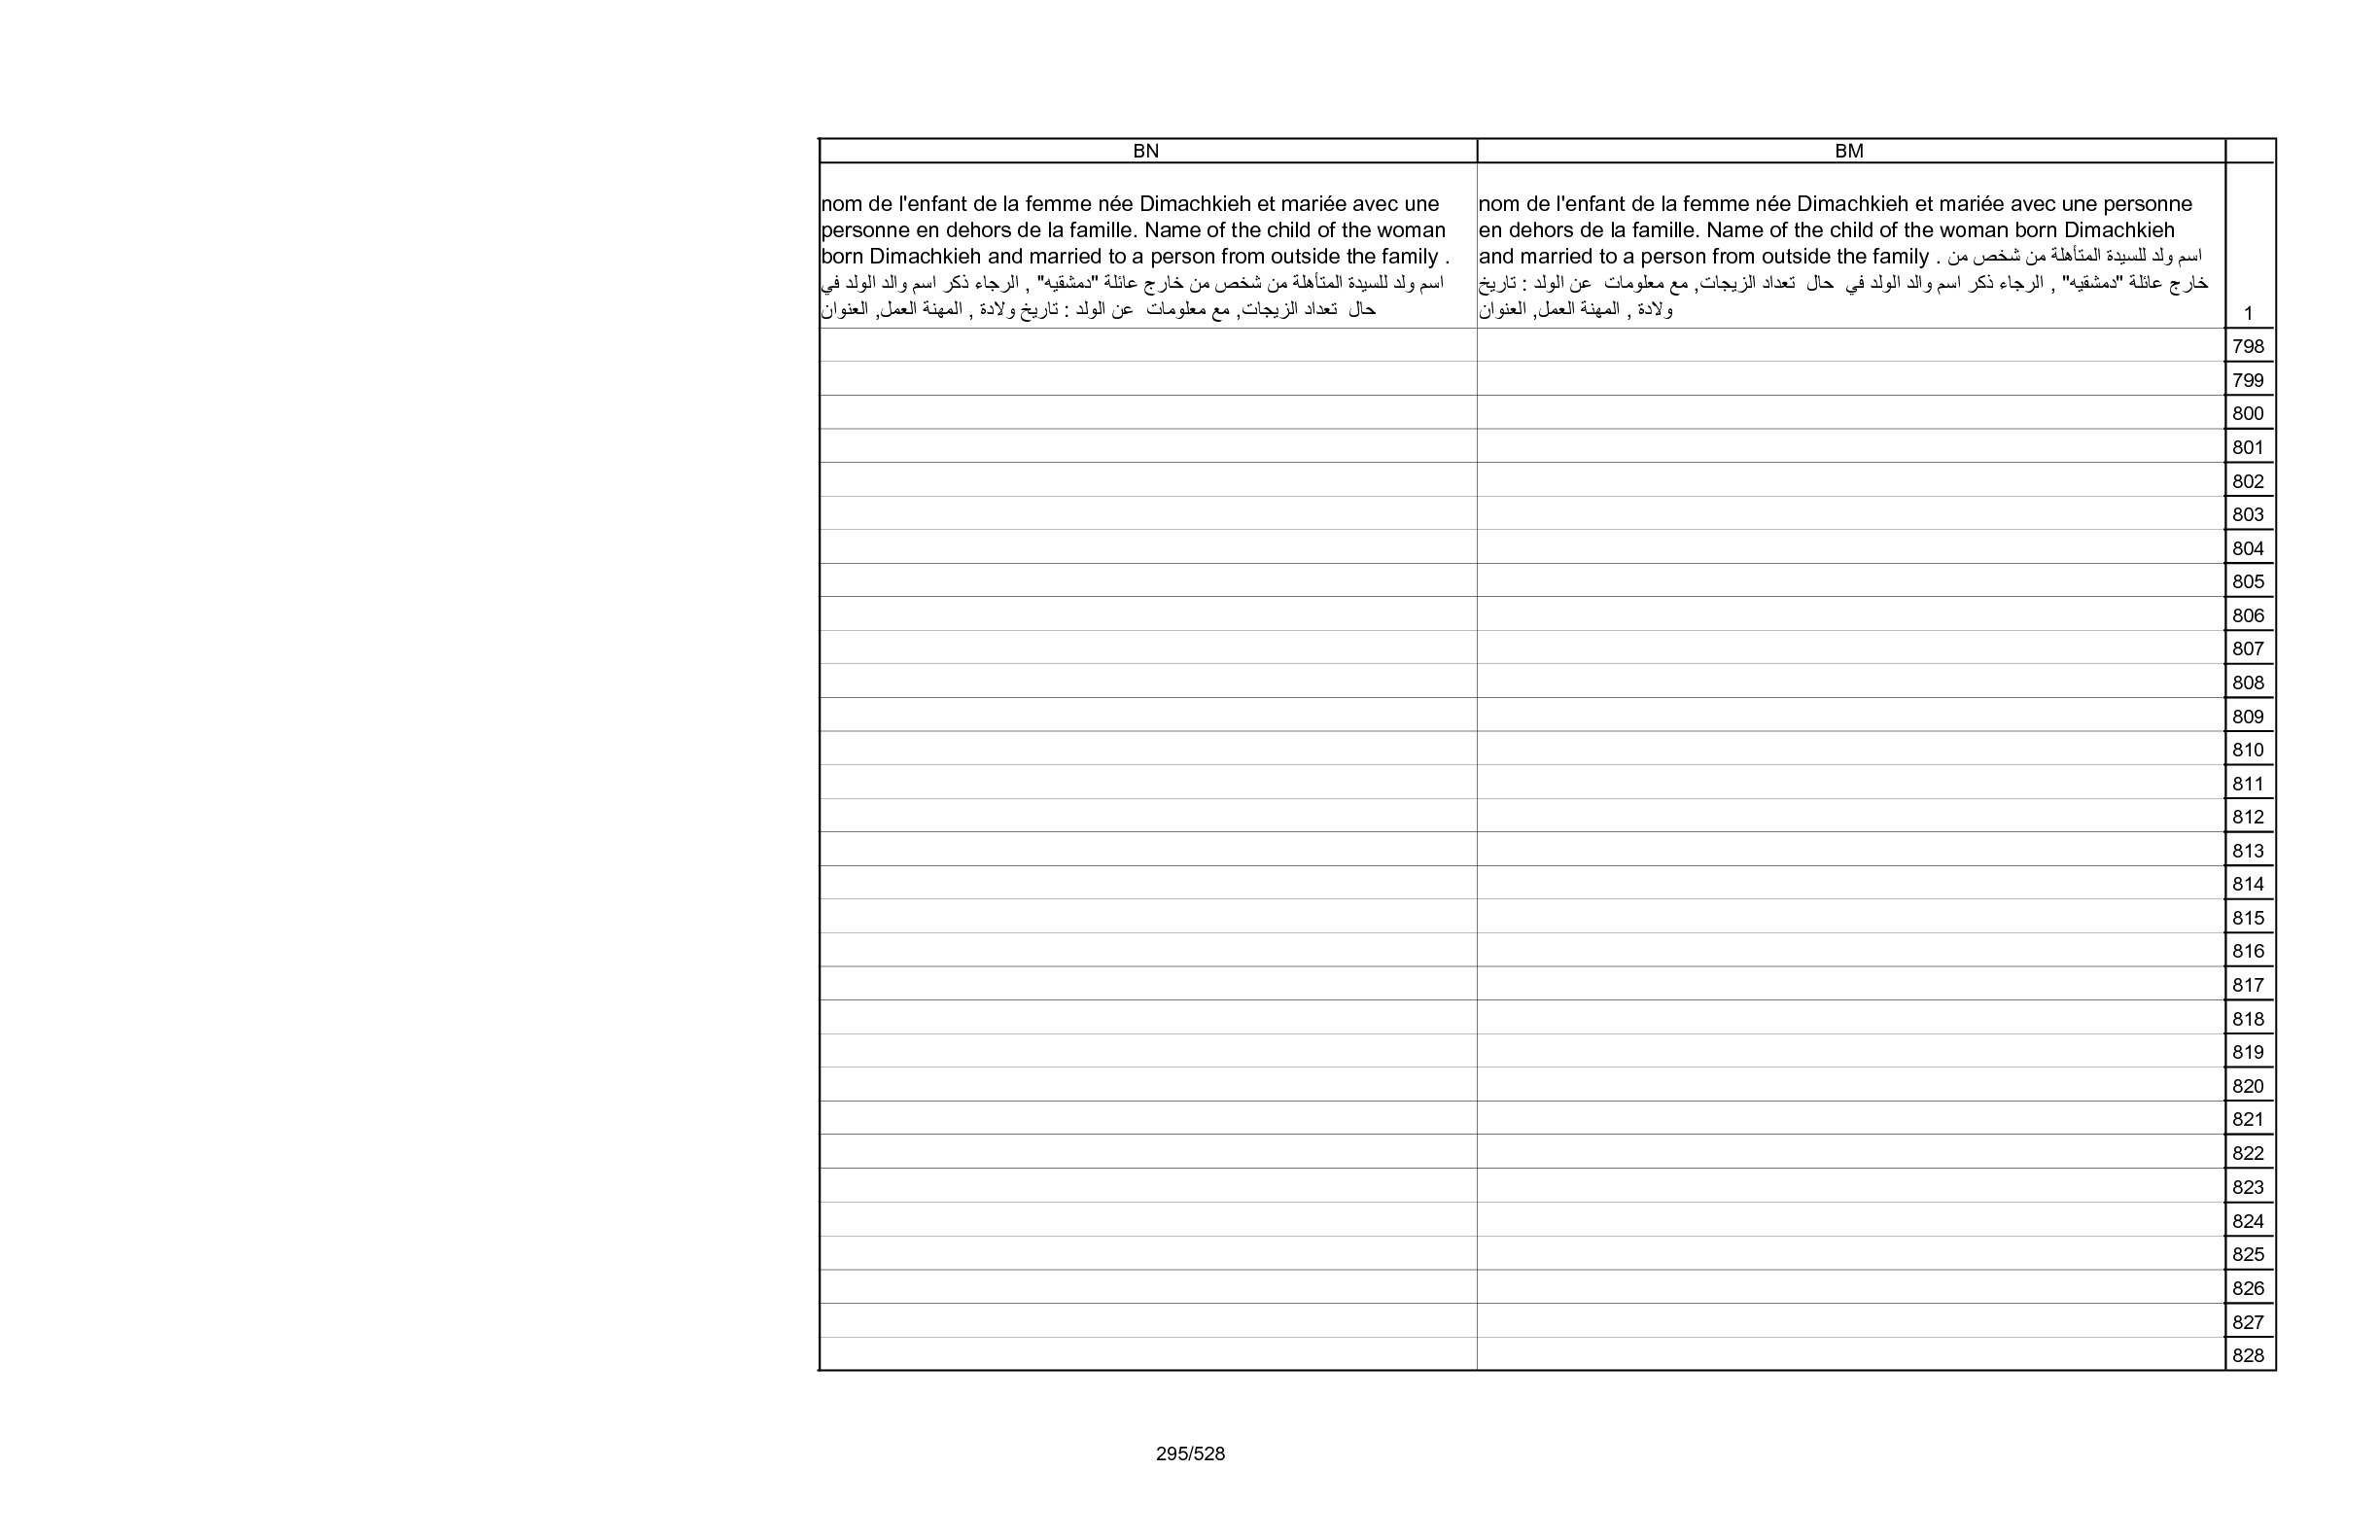 BN
BM
nom de l'enfant de la femme née Dimachkieh et mariée avec une
personne en dehors de la famille. Name of the child of the woman
born Dimachkieh and married to a person from outside the family .
اسم ولد للسيدة المتأهلة من شخص من خارج عائلة "دمشقيه" , الرجاء ذكر اسم والد الولد في
حال  تعداد الزيجات, مع معلومات  عن الولد : تاريخ ولادة , المهنة العمل, العنوان
nom de l'enfant de la femme née Dimachkieh et mariée avec une personne
en dehors de la famille. Name of the child of the woman born Dimachkieh
and married to a person from outside the family . اسم ولد للسيدة المتأهلة من شخص من
خارج عائلة "دمشقيه" , الرجاء ذكر اسم والد الولد في  حال  تعداد الزيجات, مع معلومات  عن الولد : تاريخ
ولادة , المهنة العمل, العنوان
1
798
799
800
801
802
803
804
805
806
807
808
809
810
811
812
813
814
815
816
817
818
819
820
821
822
823
824
825
826
827
828
295/528